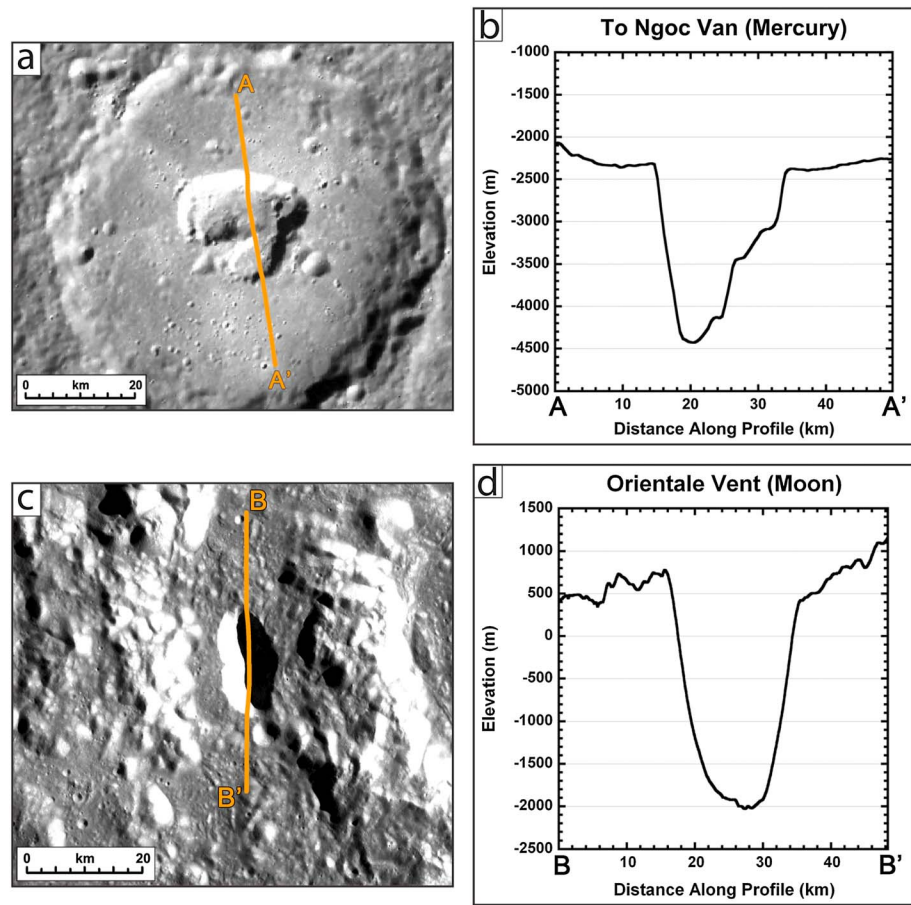 a
A
A'
km
0 20
b
To Ngoc Van (Mercury)
Elevation (m)
-1000
-1500
-2000
-2500
-3000
-3500
-4000
-4500
-5000
A 10 20 30 40 A'
Distance Along Profile (km)
c
B
B'
km
0 20
d
Orientale Vent (Moon)
Elevation (m)
1500
1000
500
0
-500
-1000
-1500
-2000
-2500
B 10 20 30 40 B'
Distance Along Profile (km)